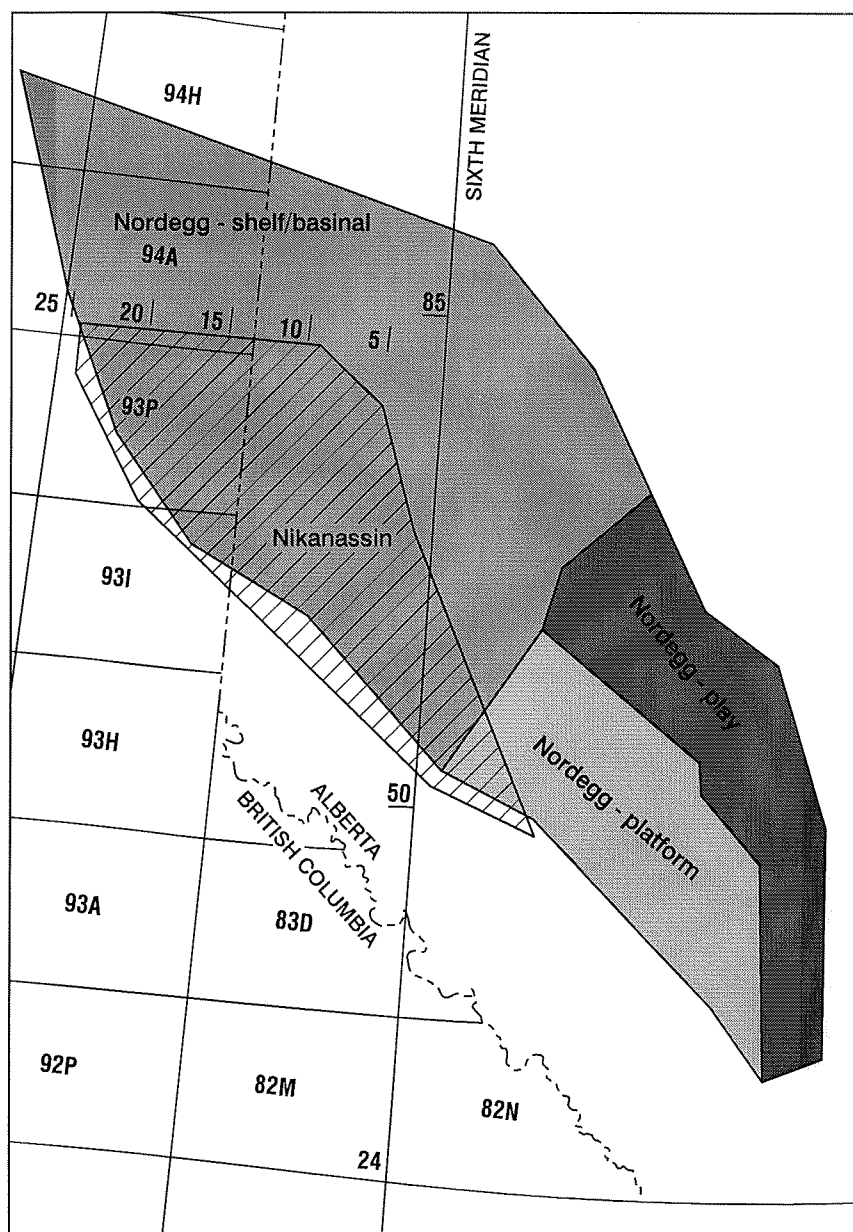 94H
SIXTH MERIDIAN
Nordegg - shelf/basinal
94A
25
20
15
10
5
85
93P
Nikanassin
93I
Nordegg - play
93H
Nordegg - platform
50
ALBERTA
BRITISH COLUMBIA
93A
83D
92P
82M
82N
24